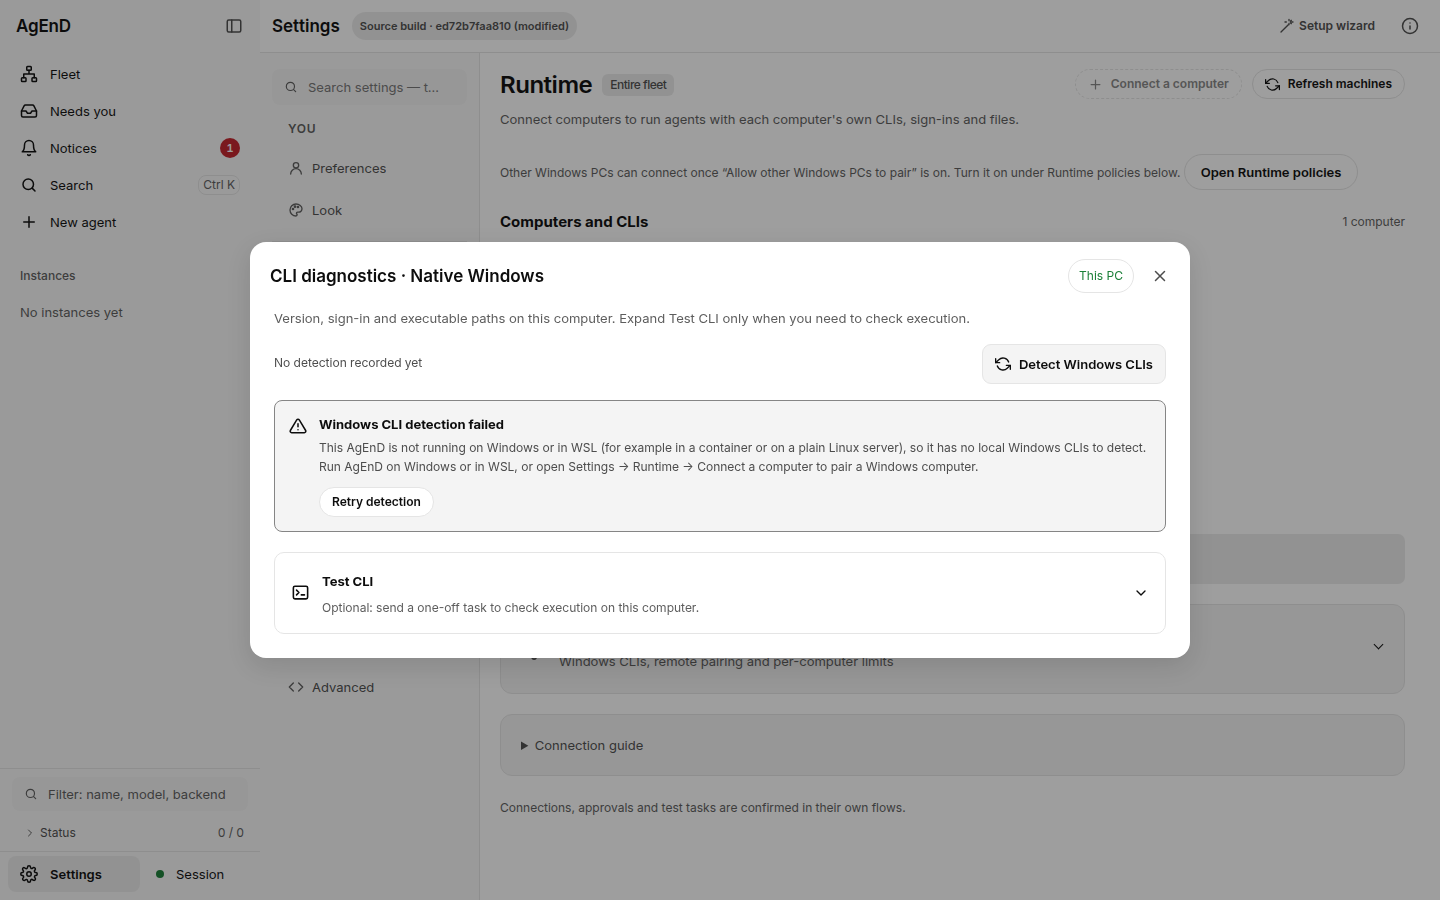 AgEnD
Settings
Source build · ed72b7faa810 (modified)
Setup wizard
Fleet
Needs you
Notices
1
Search
Ctrl K
New agent
Instances
No instances yet
Filter: name, model, backend
Status
0 / 0
Settings
Session
Search settings — t...
YOU
Preferences
Look
Advanced
Runtime
Entire fleet
Connect a computer
Refresh machines
Connect computers to run agents with each computer's own CLIs, sign-ins and files.
Other Windows PCs can connect once “Allow other Windows PCs to pair” is on. Turn it on under Runtime policies below.
Open Runtime policies
Computers and CLIs
1 computer
CLI diagnostics · Native Windows
This PC
Version, sign-in and executable paths on this computer. Expand Test CLI only when you need to check execution.
No detection recorded yet
Detect Windows CLIs
Windows CLI detection failed
This AgEnD is not running on Windows or in WSL (for example in a container or on a plain Linux server), so it has no local Windows CLIs to detect.
Run AgEnD on Windows or in WSL, or open Settings → Runtime → Connect a computer to pair a Windows computer.
Retry detection
Test CLI
Optional: send a one-off task to check execution on this computer.
Windows CLIs, remote pairing and per-computer limits
Connection guide
Connections, approvals and test tasks are confirmed in their own flows.